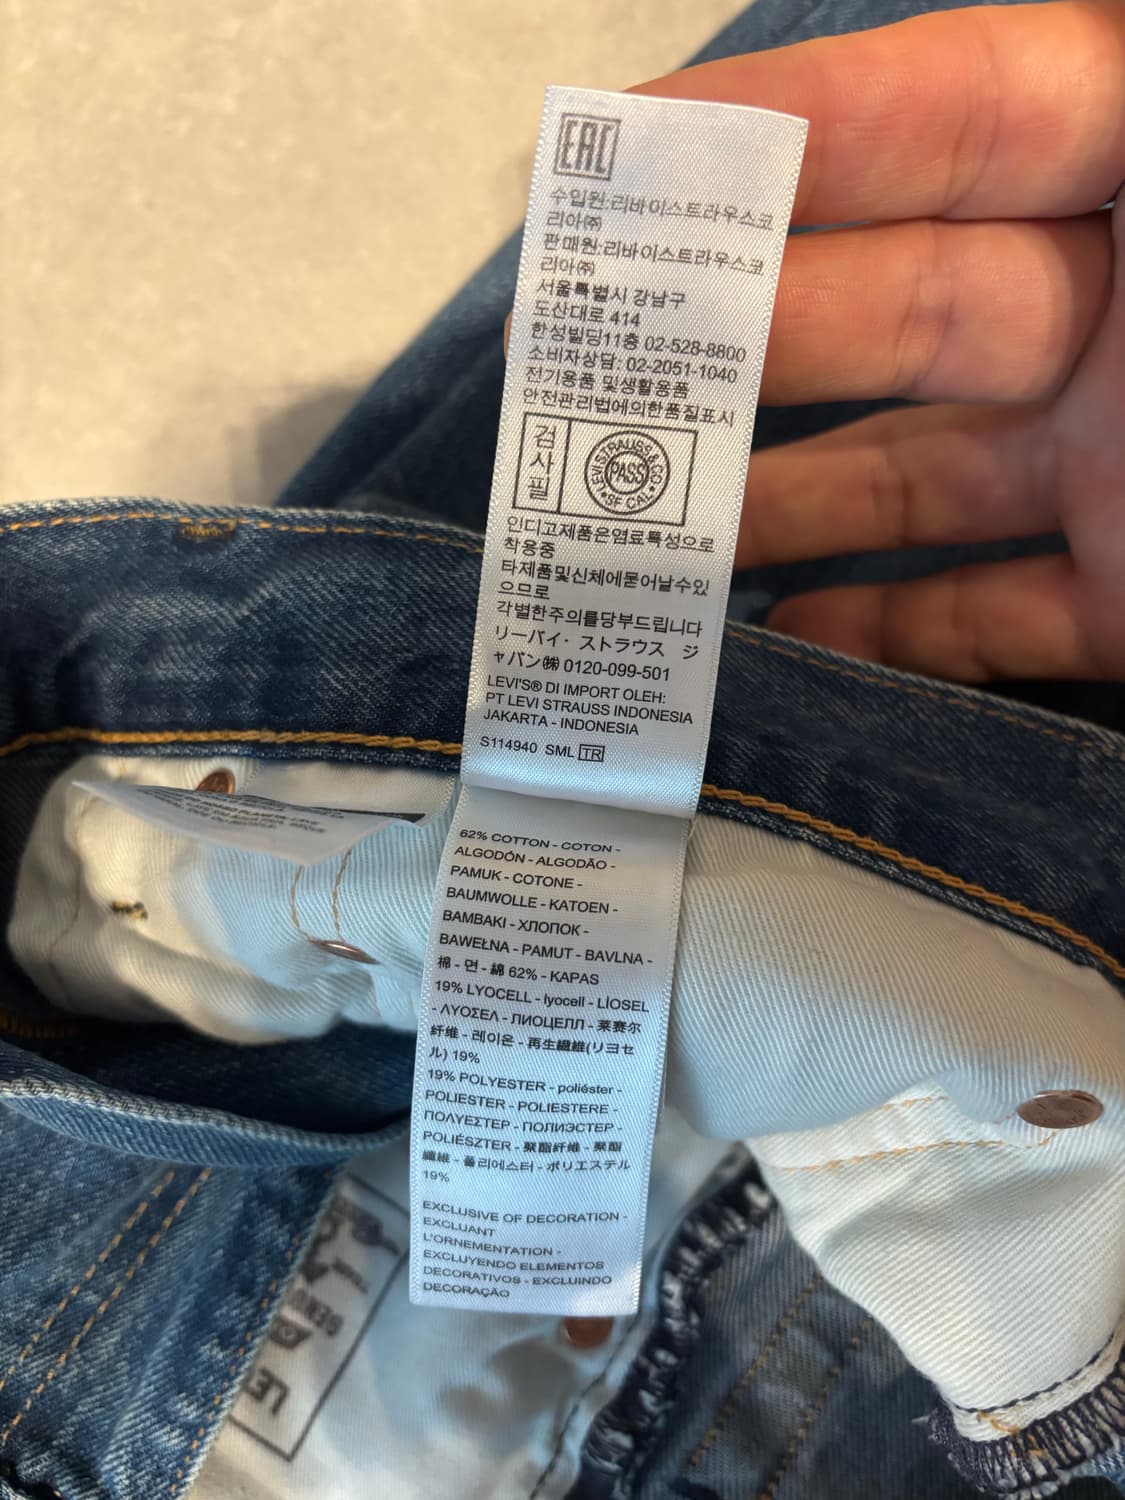 EAC
수입원:리바이스트라우스코
리아㈜
판매원:리바이스트라우스코
리아㈜
서울특별시 강남구
도산대로 414
한성빌딩11층 02-528-8800
소비자상담: 02-2051-1040
전기용품 및생활용품
안전관리법에의한품질표시
검사필
LEVI STRAUSS & CO
PASS
SF CAL
인디고제품은염료특성으로
착용중
타제품및신체에묻어날수있
으므로
각별한주의를당부드립니다
リーバイ・ストラウス ジ
ャパン㈱ 0120-099-501
LEVI'S® DI IMPORT OLEH:
PT LEVI STRAUSS INDONESIA
JAKARTA - INDONESIA
S114940 SML TR
62% COTTON - COTON -
ALGODÓN - ALGODÃO -
PAMUK - COTONE -
BAUMWOLLE - KATOEN -
ΒΑΜΒΑΚΙ - ХЛОПОК -
BAWEŁNA - PAMUT - BAVLNA -
棉 - 면 - 綿 62% - KAPAS
19% LYOCELL - lyocell - LİOSEL
- ΛΥΟΣΕΛ - ЛИОЦЕЛЛ - 莱赛尔
纤维 - 레이온 - 再生繊維(リヨセ
ル) 19%
19% POLYESTER - poliéster -
POLIESTER - POLIESTERE -
ΠΟΛΥΕΣΤΕΡ - ПОЛИЭСТЕР -
POLIÉSZTER - 聚酯纤维 - 聚酯
纖維 - 폴리에스터 - ポリエステル
19%
EXCLUSIVE OF DECORATION -
EXCLUANT
L'ORNEMENTATION -
EXCLUYENDO ELEMENTOS
DECORATIVOS - EXCLUINDO
DECORAÇÃO